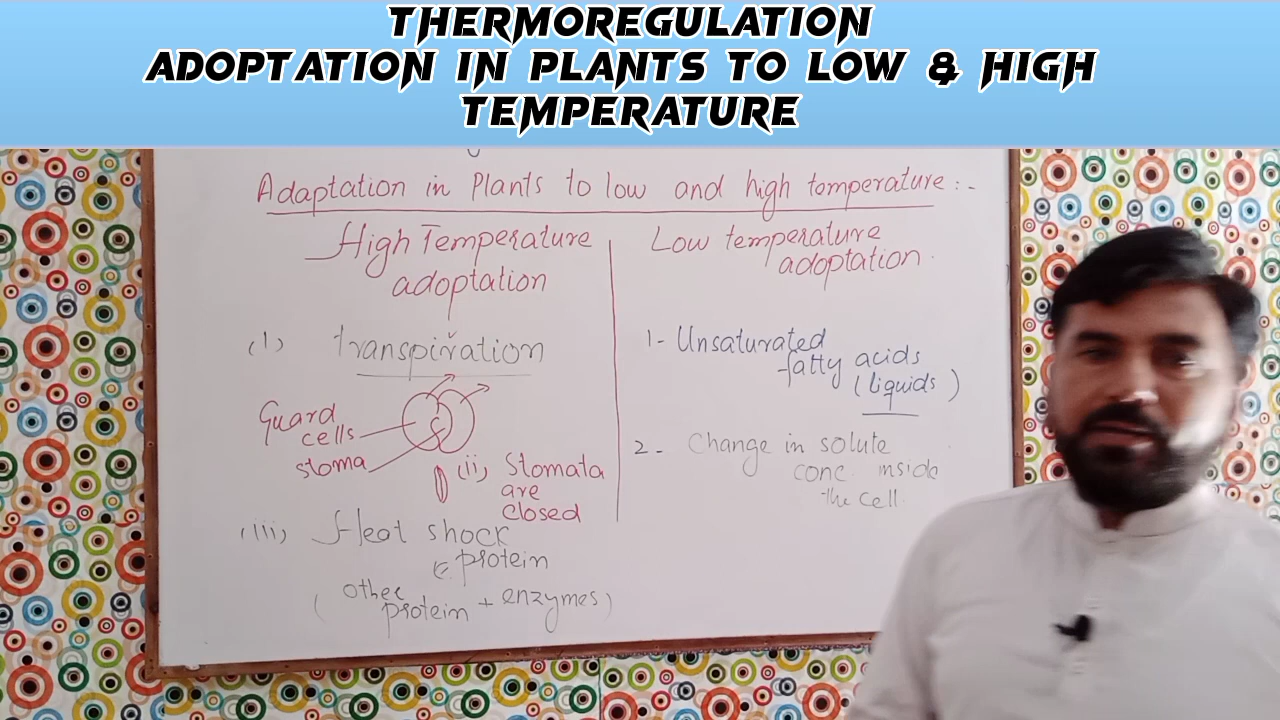 THERMOREGULATION
ADOPTATION IN PLANTS TO LOW & HIGH
TEMPERATURE
Adaptation in Plants to low and high temperature :-
High Temperature
adoptation
(i) transpiration
Guard
cells
stoma
(ii) Stomata
are
closed
(iii) Heat shock
protein
( other
protein + enzymes)
Low temperature
adoptation.
1- Unsaturated
fatty acids
(liquids)
2- Change in solute
conc. inside
the cell.